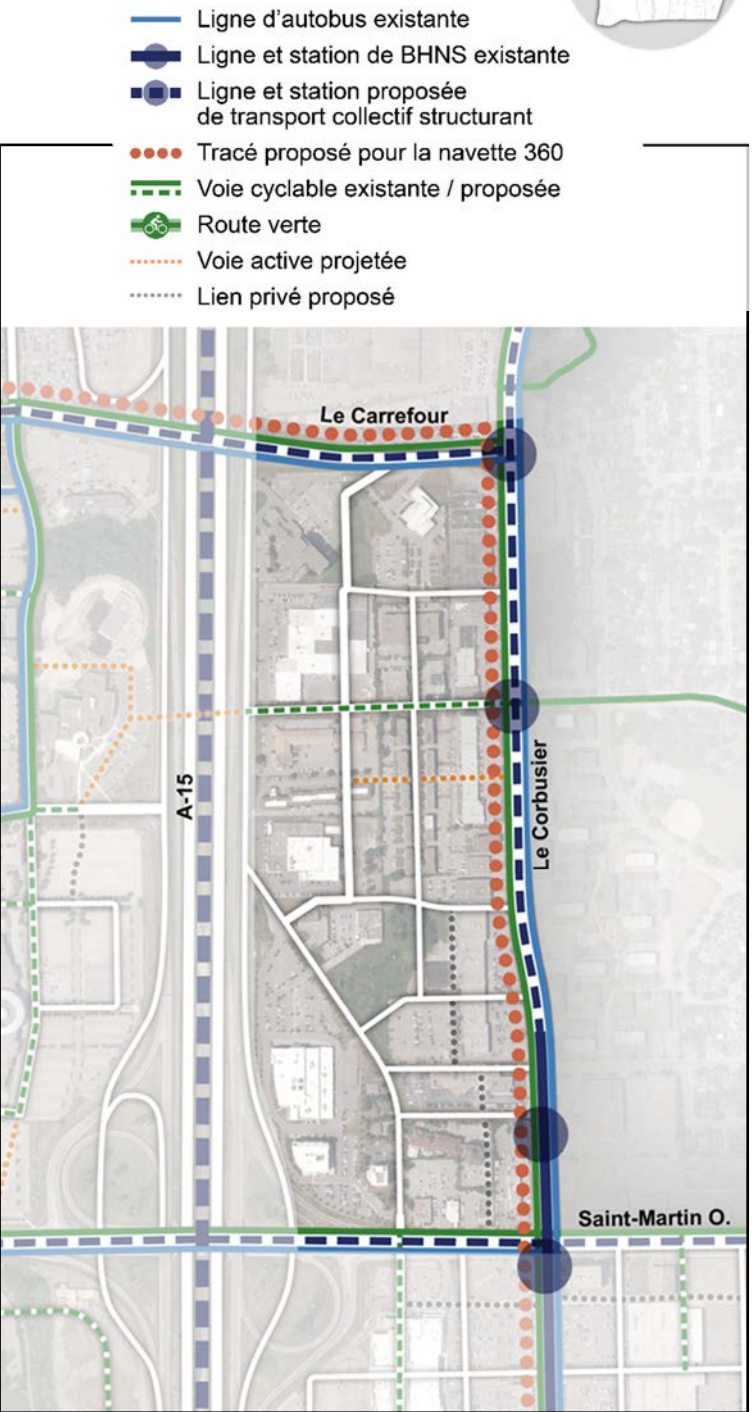 Ligne d'autobus existante
Ligne et station de BHNS existante
Ligne et station proposée
de transport collectif structurant
Tracé proposé pour la navette 360
Voie cyclable existante / proposée
Route verte
Voie active projetée
Lien privé proposé
Le Carrefour
A-15
Le Corbusier
Saint-Martin O.